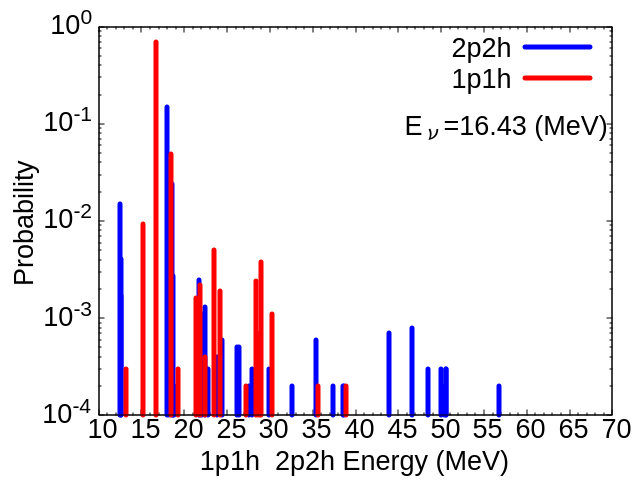 10^0
2p2h
1p1h
10^-1
E_ν=16.43 (MeV)
Probability
10^-2
10^-3
10^-4
10 15 20 25 30 35 40 45 50 55 60 65 70
1p1h 2p2h Energy (MeV)